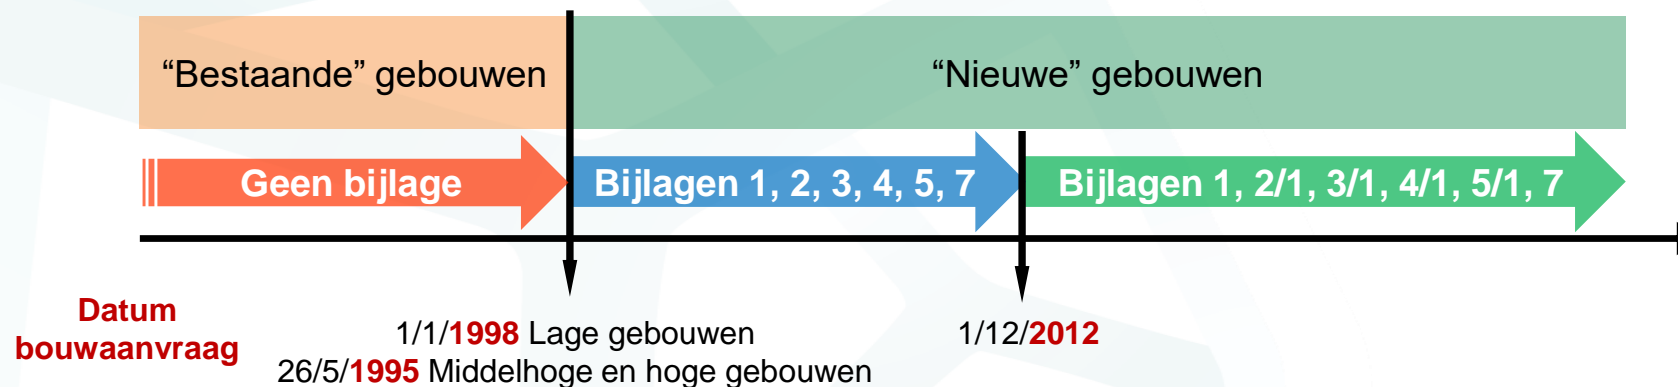 “Bestaande” gebouwen
“Nieuwe” gebouwen
Geen bijlage
Bijlagen 1, 2, 3, 4, 5, 7
Bijlagen 1, 2/1, 3/1, 4/1, 5/1, 7
Datum
bouwaanvraag
1/1/1998 Lage gebouwen
26/5/1995 Middelhoge en hoge gebouwen
1/12/2012